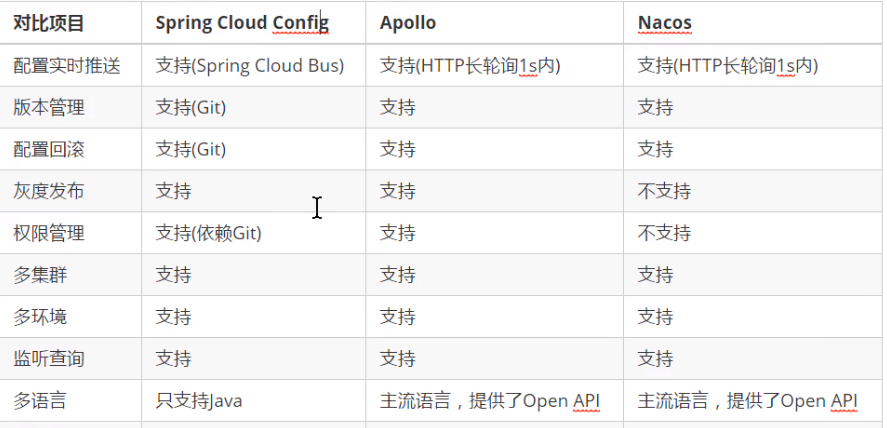 对比项目 Spring Cloud Config Apollo Nacos
配置实时推送 支持(Spring Cloud Bus) 支持(HTTP长轮询1s内) 支持(HTTP长轮询1s内)
版本管理 支持(Git) 支持 支持
配置回滚 支持(Git) 支持 支持
灰度发布 支持 支持 不支持
权限管理 支持(依赖Git) 支持 不支持
多集群 支持 支持 支持
多环境 支持 支持 支持
监听查询 支持 支持 支持
多语言 只支持Java 主流语言，提供了Open API 主流语言，提供了Open API